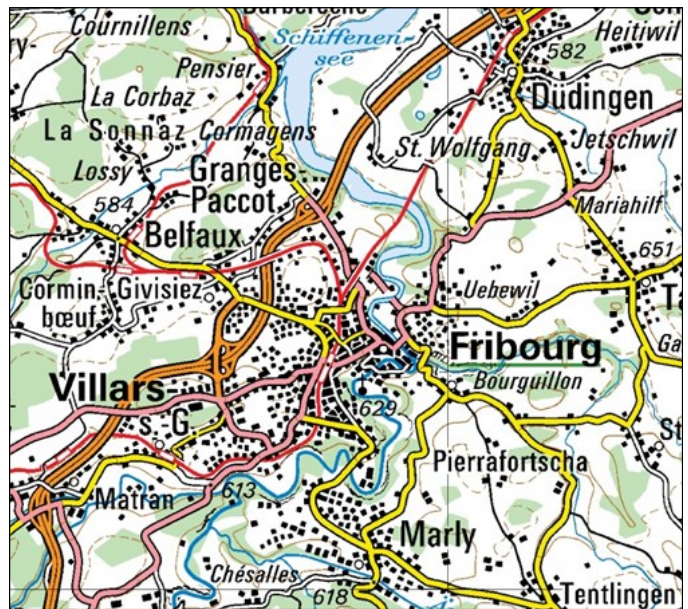 Cournillens
Schiffenen-
see
582
Heitiwil
Pensier
Düdingen
La Corbaz
La Sonnaz
Cormagens
St. Wolfgang
Jetschwil
Lossy
Granges-
Paccot
584
Mariahilf
Belfaux
651
Cormin.
bœuf
Givisiez
Uebewil
Fribourg
Villars-
s.-G.
Bourguillon
629
St
Pierrafortscha
613
Matran
Marly
Chésalles
618
Tentlingen